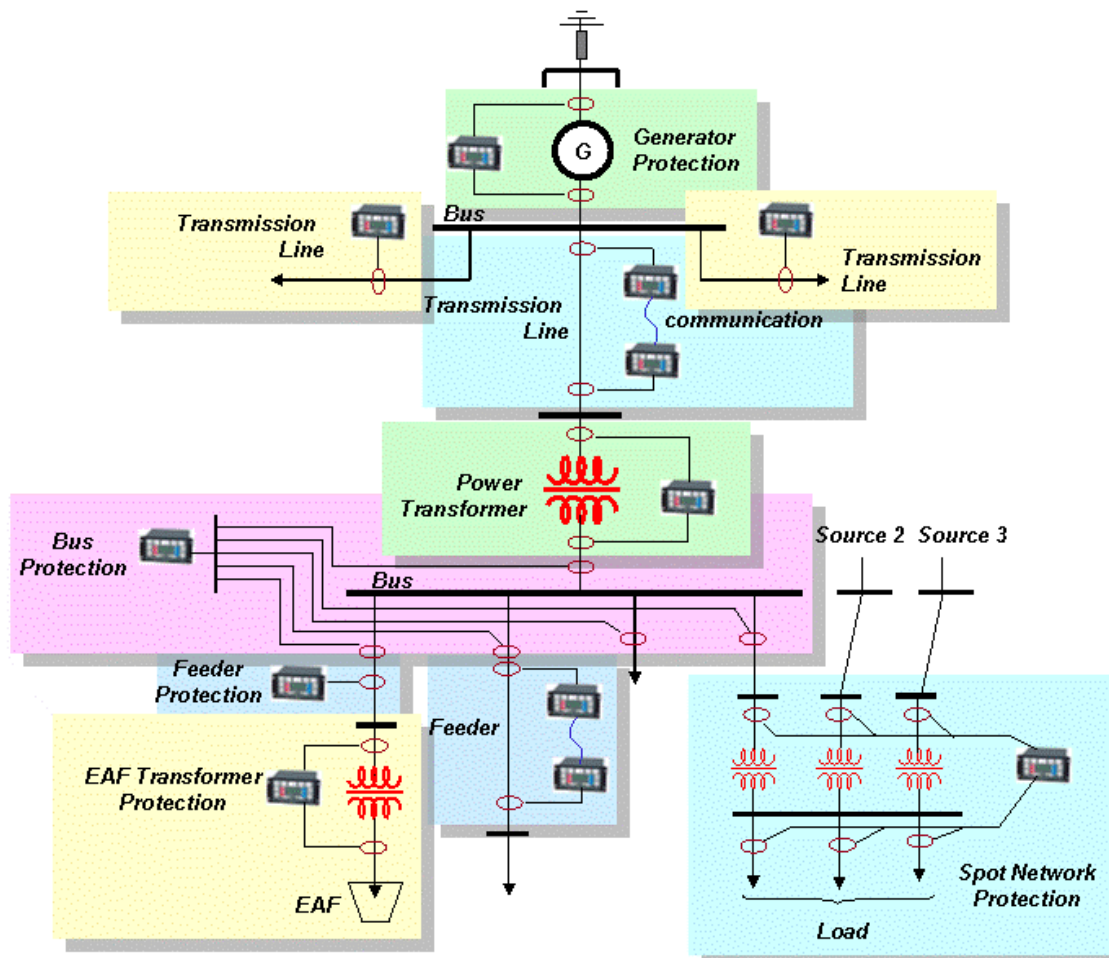 G
Generator
Protection
Bus
Transmission
Line
Transmission
Line
Transmission
Line
communication
Power
Transformer
Bus
Protection
Bus
Source 2
Source 3
Feeder
Protection
Feeder
EAF Transformer
Protection
EAF
Spot Network
Protection
Load